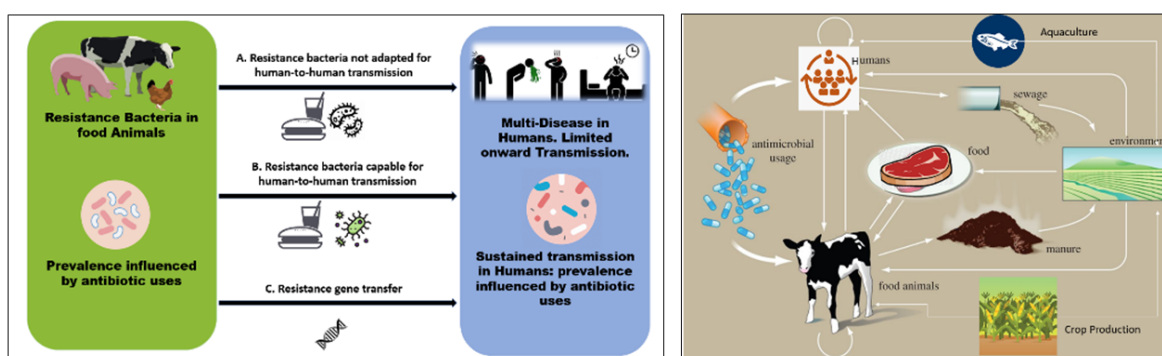 Resistance Bacteria in
food Animals
Prevalence influenced
by antibiotic uses
A. Resistance bacteria not adapted for
human-to-human transmission
B. Resistance bacteria capable for
human-to-human transmission
C. Resistance gene transfer
Multi-Disease in
Humans. Limited
onward Transmission.
Sustained transmission
in Humans: prevalence
influenced by antibiotic
uses
Aquaculture
Humans
sewage
antimicrobial
usage
food
environment
manure
food animals
Crop Production